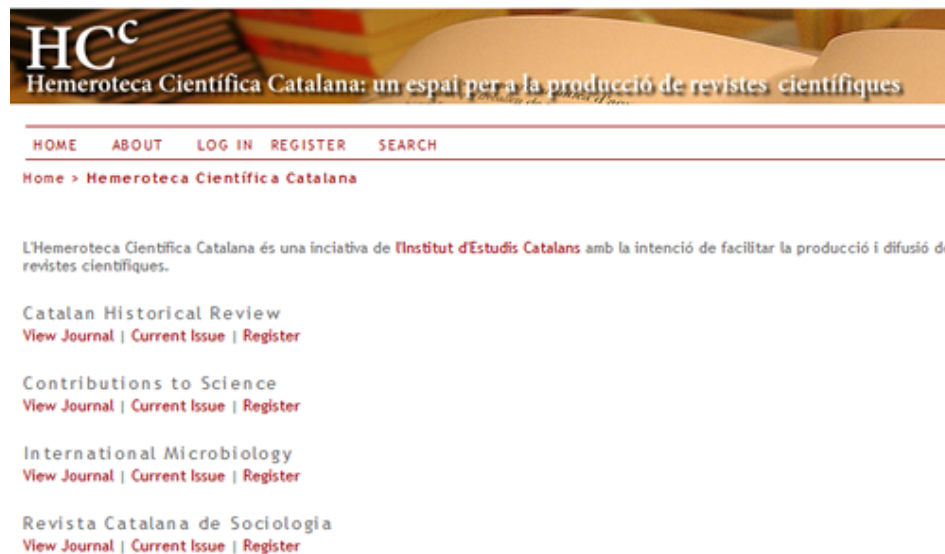 HCc
Hemeroteca Científica Catalana: un espai per a la producció de revistes científiques
HOME ABOUT LOG IN REGISTER SEARCH
Home > Hemeroteca Científica Catalana
L'Hemeroteca Científica Catalana és una inciativa de l'Institut d'Estudis Catalans amb la intenció de facilitar la producció i difusió de
revistes científiques.
Catalan Historical Review
View Journal | Current Issue | Register
Contributions to Science
View Journal | Current Issue | Register
International Microbiology
View Journal | Current Issue | Register
Revista Catalana de Sociologia
View Journal | Current Issue | Register